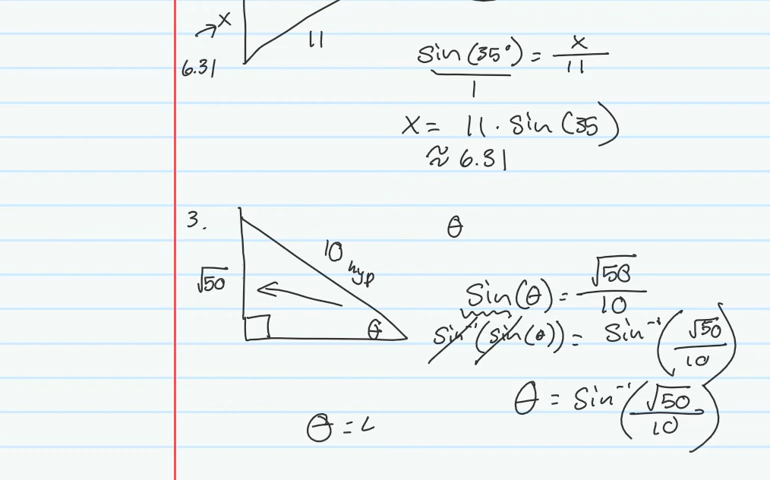 x
11
6.31
sin(35°) = x/11
1
x = 11 · sin(35)
≈ 6.31
3.
θ
10 hyp
√50
sin(θ) = √50/10
θ
sin⁻¹(sin(θ)) = sin⁻¹(√50/10)
θ = sin⁻¹(√50/10)
θ =